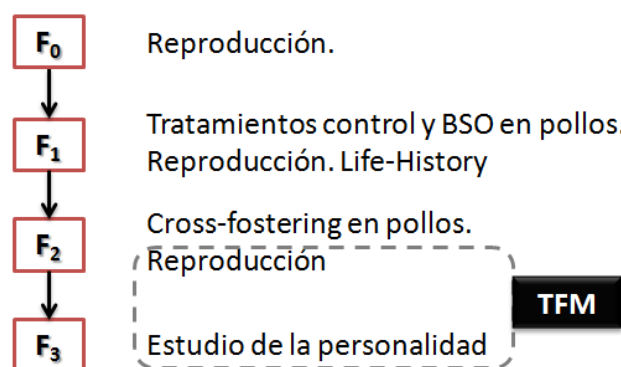 F₀ Reproducción.
Tratamientos control y BSO en pollos.
F₁
Reproducción. Life-History
Cross-fostering en pollos.
F₂
Reproducción
TFM
F₃ Estudio de la personalidad